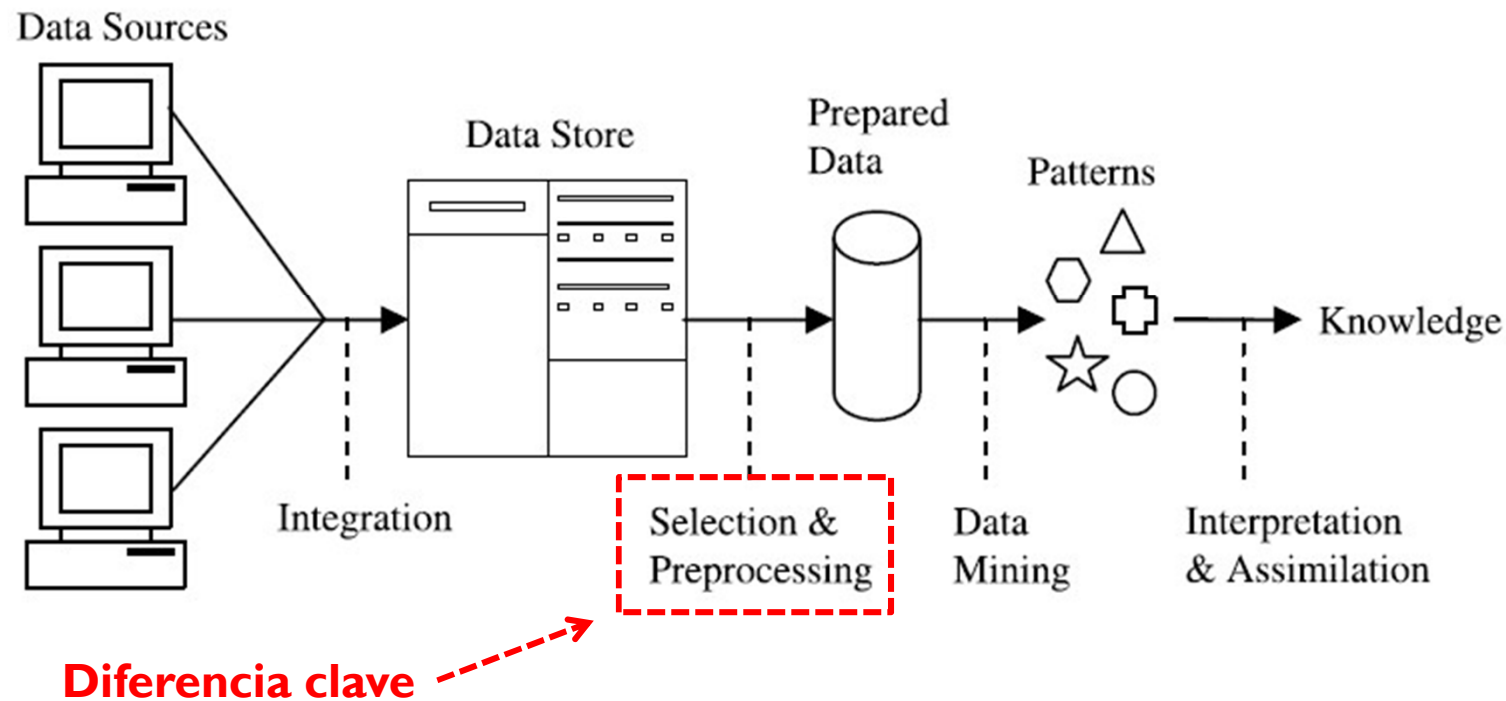 Data Sources
Data Store
Prepared
Data
Patterns
Knowledge
Integration
Selection &
Preprocessing
Data
Mining
Interpretation
& Assimilation
Diferencia clave